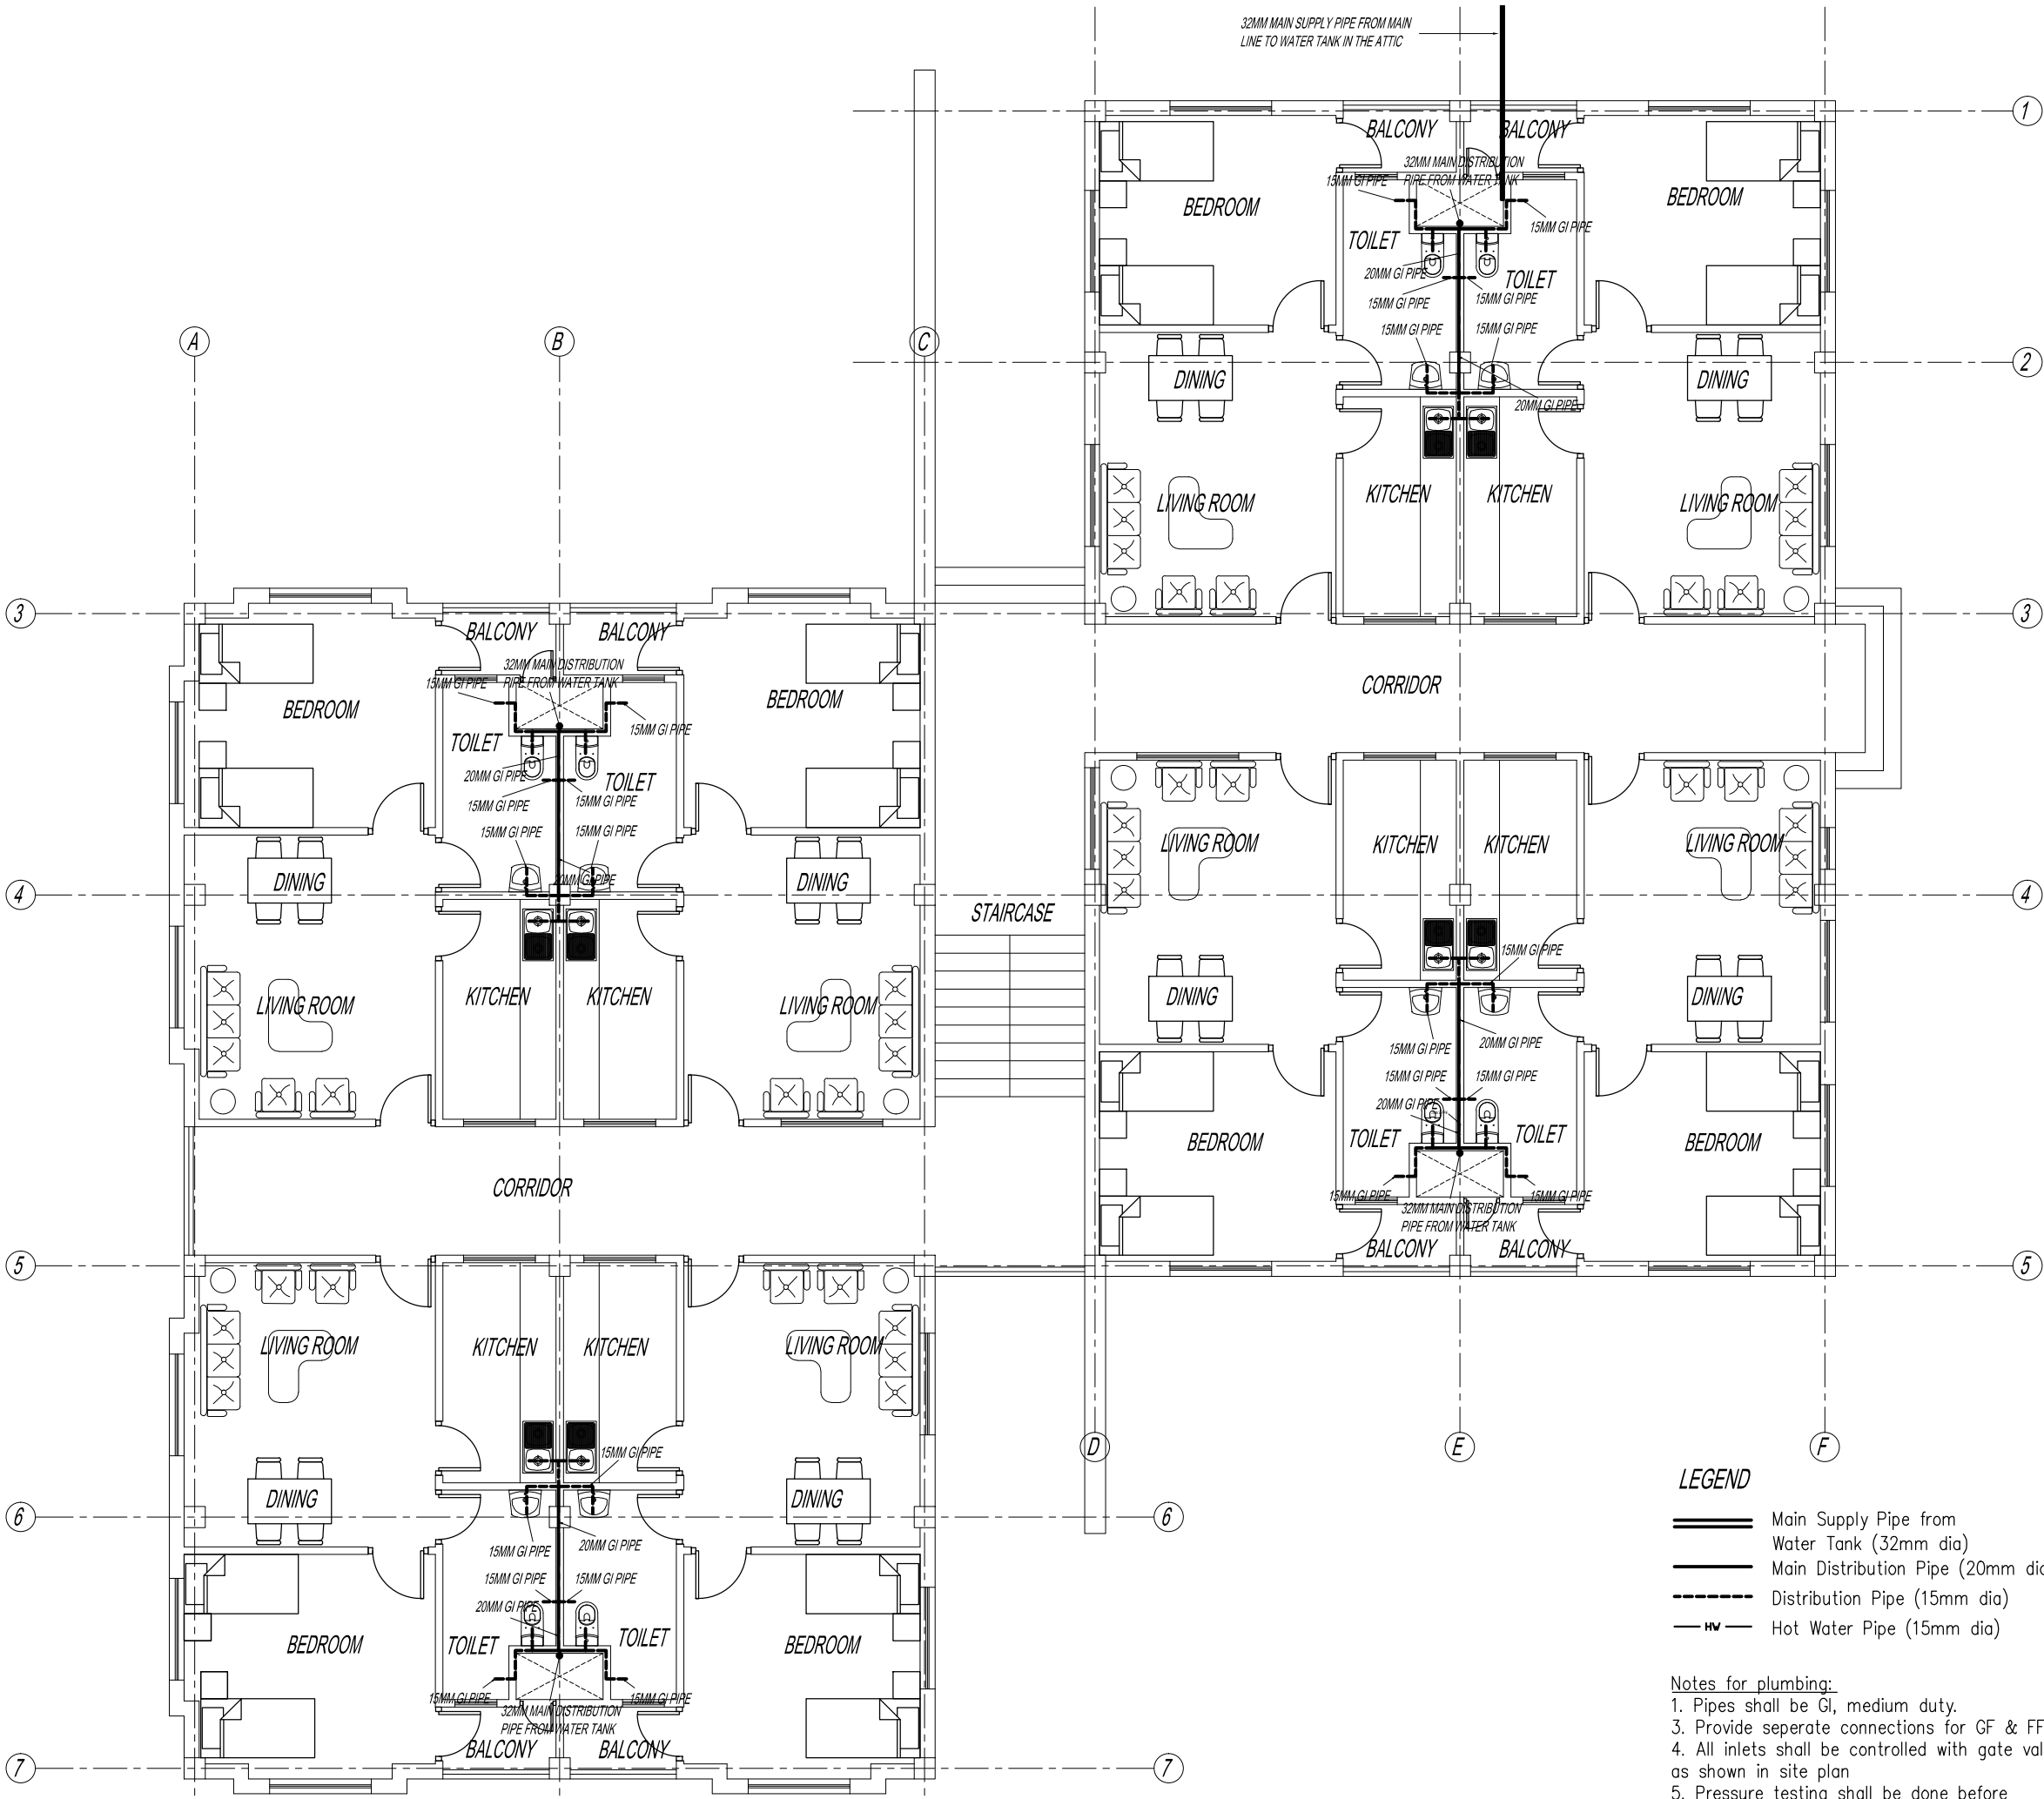 32MM MAIN SUPPLY PIPE FROM MAIN
LINE TO WATER TANK IN THE ATTIC
1
BALCONY
BALCONY
32MM MAIN DISTRIBUTION
PIPE FROM WATER TANK
15MM GI PIPE
15MM GI PIPE
BEDROOM
BEDROOM
TOILET
TOILET
20MM GI PIPE
15MM GI PIPE
15MM GI PIPE
15MM GI PIPE
15MM GI PIPE
A
B
C
2
DINING
DINING
20MM GI PIPE
KITCHEN
KITCHEN
LIVING ROOM
LIVING ROOM
3
3
BALCONY
BALCONY
32MM MAIN DISTRIBUTION
PIPE FROM WATER TANK
15MM GI PIPE
15MM GI PIPE
BEDROOM
BEDROOM
CORRIDOR
TOILET
TOILET
20MM GI PIPE
15MM GI PIPE
15MM GI PIPE
15MM GI PIPE
15MM GI PIPE
20MM GI PIPE
LIVING ROOM
KITCHEN
KITCHEN
LIVING ROOM
DINING
DINING
4
4
STAIRCASE
15MM GI PIPE
KITCHEN
KITCHEN
LIVING ROOM
LIVING ROOM
DINING
DINING
15MM GI PIPE
20MM GI PIPE
15MM GI PIPE
15MM GI PIPE
20MM GI PIPE
TOILET
TOILET
BEDROOM
BEDROOM
15MM GI PIPE
15MM GI PIPE
32MM MAIN DISTRIBUTION
PIPE FROM WATER TANK
BALCONY
BALCONY
CORRIDOR
5
5
LIVING ROOM
KITCHEN
KITCHEN
LIVING ROOM
D
E
F
15MM GI PIPE
DINING
DINING
6
6
15MM GI PIPE
20MM GI PIPE
15MM GI PIPE
15MM GI PIPE
20MM GI PIPE
BEDROOM
TOILET
TOILET
BEDROOM
15MM GI PIPE
15MM GI PIPE
32MM MAIN DISTRIBUTION
PIPE FROM WATER TANK
BALCONY
BALCONY
7
7
LEGEND
Main Supply Pipe from
Water Tank (32mm dia)
Main Distribution Pipe (20mm
Distribution Pipe (15mm dia)
HW
Hot Water Pipe (15mm dia)
Notes for plumbing:
1. Pipes shall be GI, medium duty.
3. Provide seperate connections for GF & FF
4. All inlets shall be controlled with gate
as shown in site plan
5. Pressure testing shall be done before